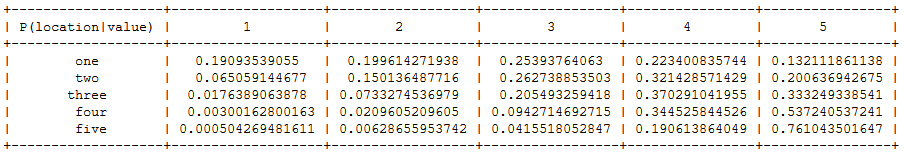 +-------------------+-------------------+-------------------+-----------------+----------------+----------------+
| P(location|value) | 1 | 2 | 3 | 4 | 5 |
+-------------------+-------------------+-------------------+-----------------+----------------+----------------+
| one | 0.19093539055 | 0.199614271938 | 0.25393764063 | 0.223400835744 | 0.132111861138 |
| two | 0.065059144677 | 0.150136487716 | 0.262738853503 | 0.321428571429 | 0.200636942675 |
| three | 0.0176389063878 | 0.0733274536979 | 0.205493259418 | 0.370291041955 | 0.333249338541 |
| four | 0.0030162800163 | 0.0209605209605 | 0.0942714692715 | 0.344525844526 | 0.537240537241 |
| five | 0.000504269481611 | 0.00628655953742 | 0.0415518052847 | 0.190613864049 | 0.761043501647 |
+-------------------+-------------------+-------------------+-----------------+----------------+----------------+